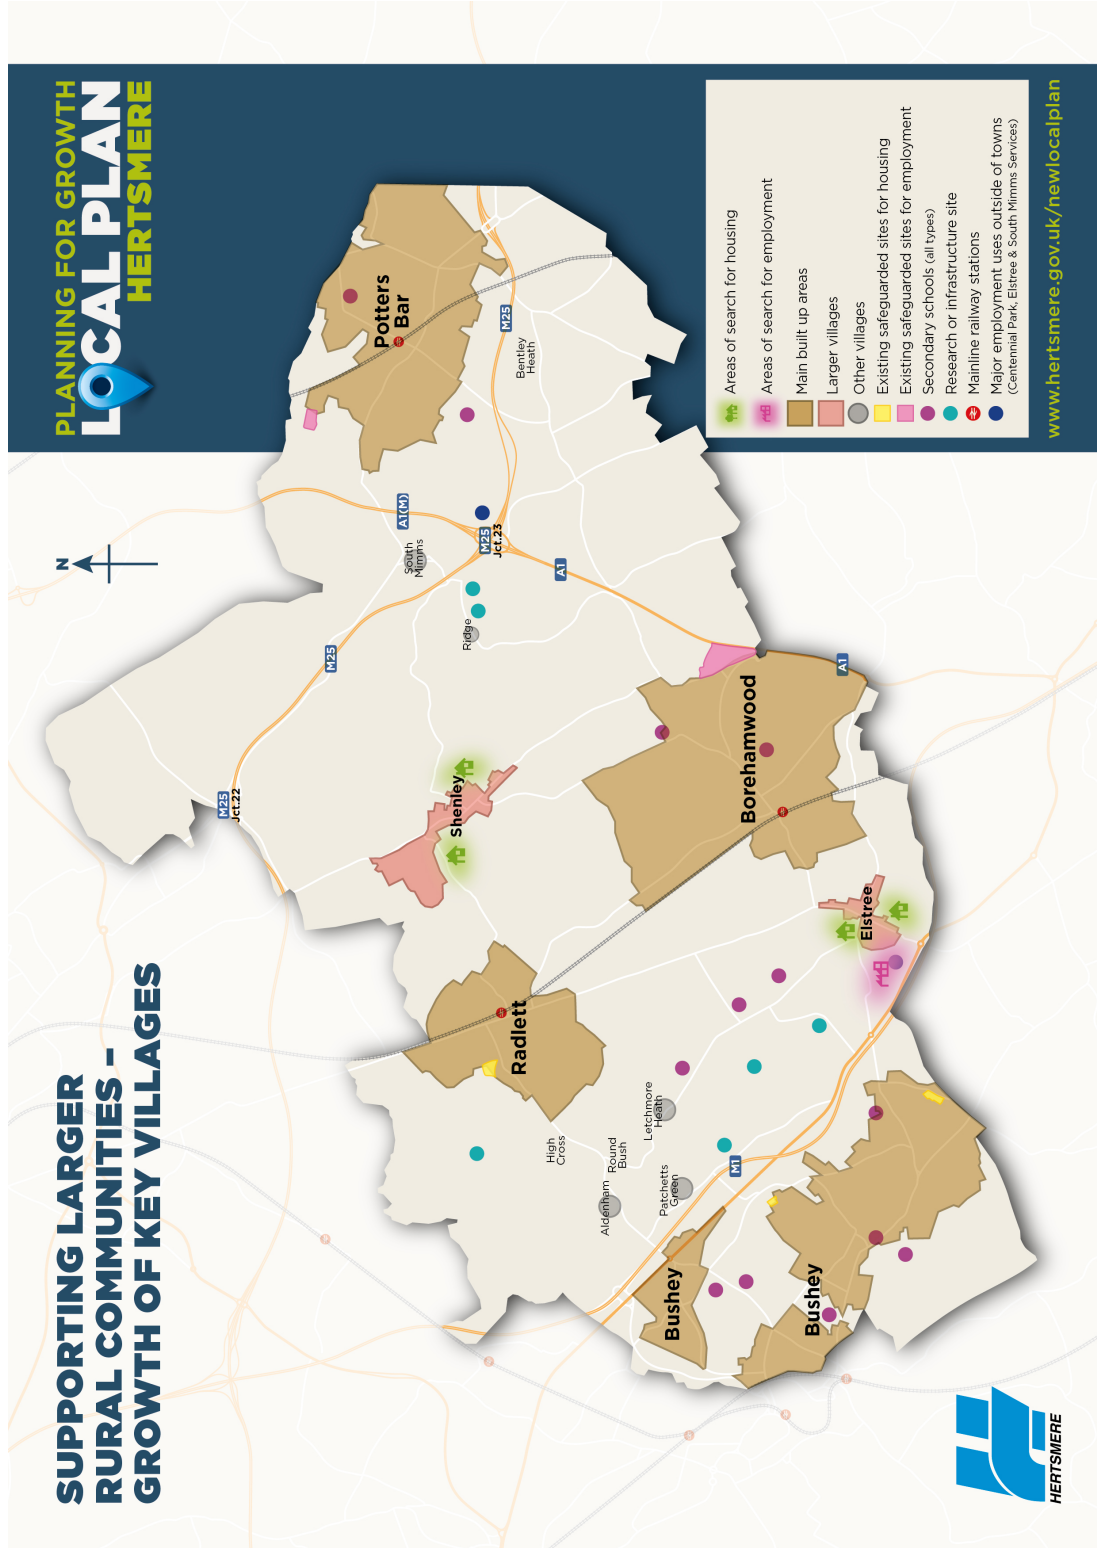 SUPPORTING LARGER
RURAL COMMUNITIES –
GROWTH OF KEY VILLAGES
PLANNING FOR GROWTH
LOCAL PLAN
HERTSMERE
N
M25
Jct.22
M25
A1(M)
South
Mimms
Ridge
M25
Jct.23
A1
Potters
Bar
M25
Bentley
Heath
Shenley
Radlett
Borehamwood
A1
Elstree
High
Cross
Round
Bush
Aldenham
Letchmore
Heath
Patchetts
Green
M1
Bushey
Bushey
Areas of search for housing
Areas of search for employment
Main built up areas
Larger villages
Other villages
Existing safeguarded sites for housing
Existing safeguarded sites for employment
Secondary schools (all types)
Research or infrastructure site
Mainline railway stations
Major employment uses outside of towns
(Centennial Park, Elstree & South Mimms Services)
www.hertsmere.gov.uk/newlocalplan
HERTSMERE